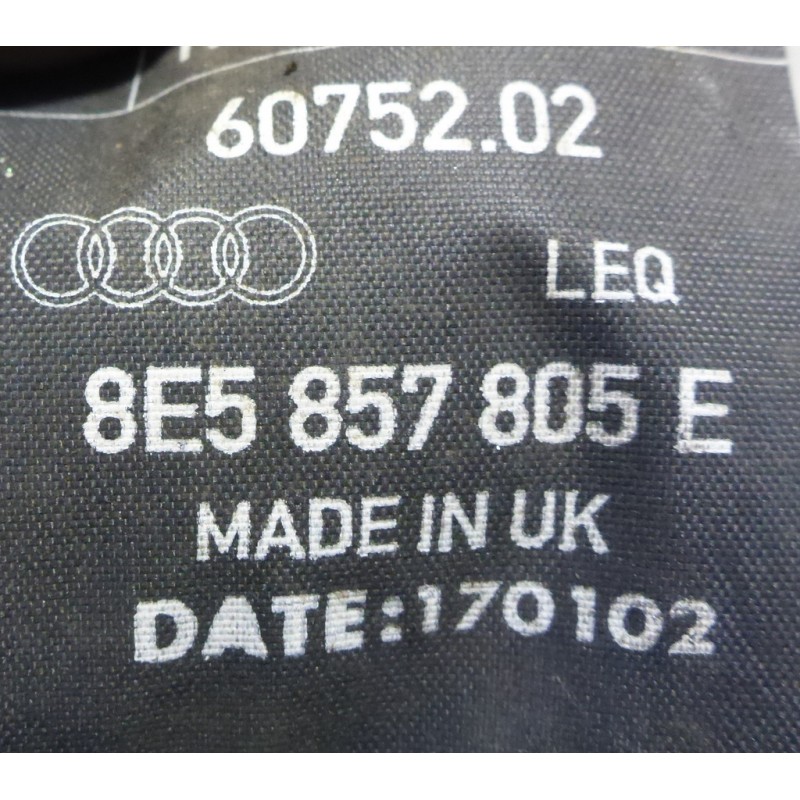 60752.02
LEQ
8E5 857 805 E
MADE IN UK
DATE:170102